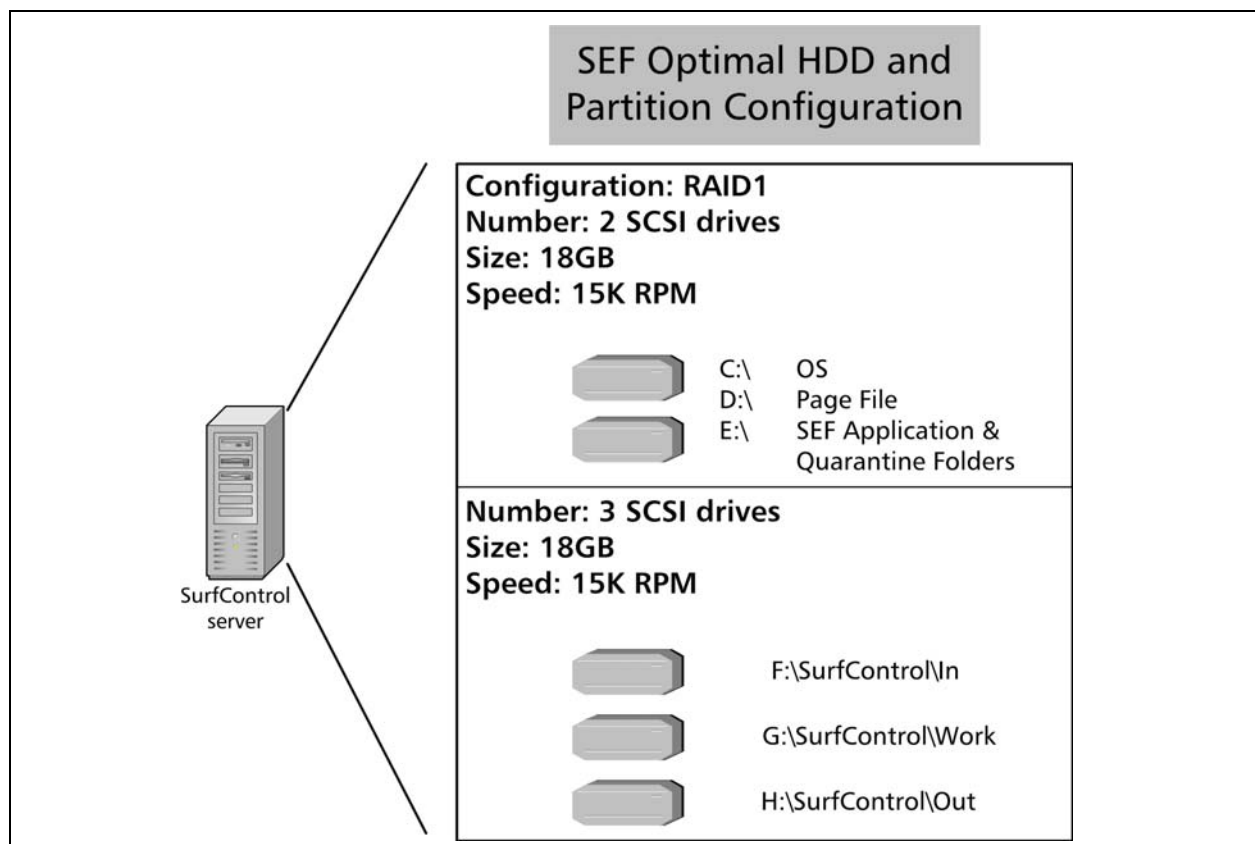 SEF Optimal HDD and
Partition Configuration
Configuration: RAID1
Number: 2 SCSI drives
Size: 18GB
Speed: 15K RPM
C:\ OS
D:\ Page File
E:\ SEF Application &
Quarantine Folders
SurfControl
server
Number: 3 SCSI drives
Size: 18GB
Speed: 15K RPM
F:\SurfControl\In
G:\SurfControl\Work
H:\SurfControl\Out